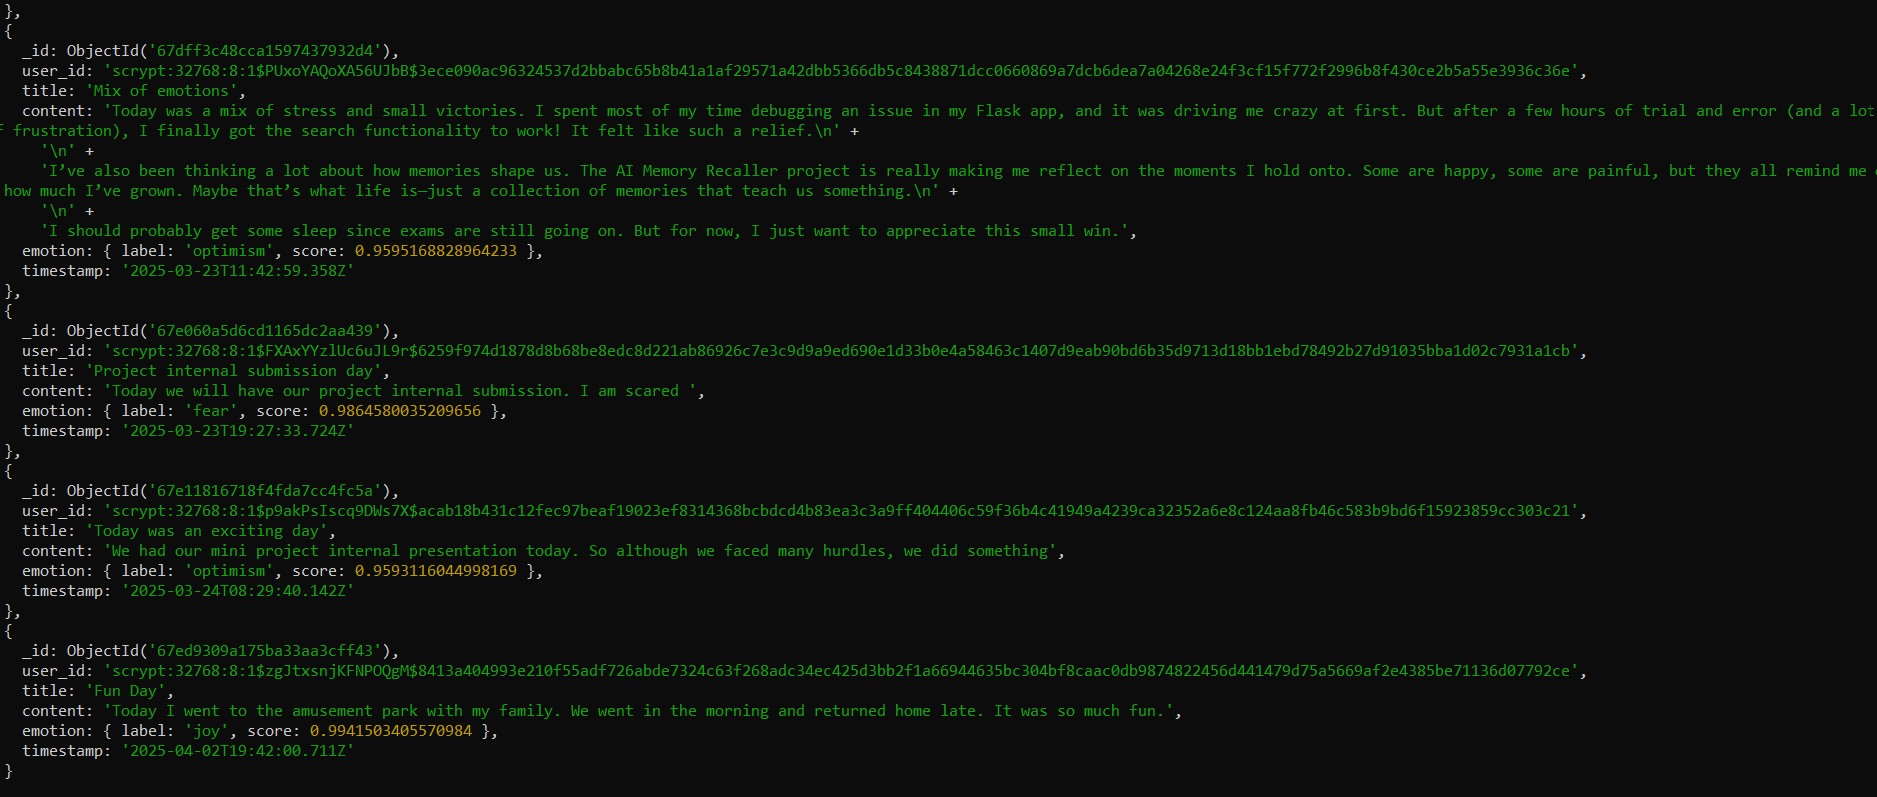 },
{
  _id: ObjectId('67dff3c48cca1597437932d4'),
  user_id: 'scrypt:32768:8:1$PUxoYAQoXA56UJbB$3ece090ac96324537d2bbabc65b8b41a1af29571a42dbb5366db5c8438871dcc0660869a7dcb6dea7a04268e24f3cf15f772f2996b8f430ce2b5a55e3936c36e',
  title: 'Mix of emotions',
  content: 'Today was a mix of stress and small victories. I spent most of my time debugging an issue in my Flask app, and it was driving me crazy at first. But after a few hours of trial and error (and a lot
f frustration), I finally got the search functionality to work! It felt like such a relief.\n' +
    '\n' +
    'I’ve also been thinking a lot about how memories shape us. The AI Memory Recaller project is really making me reflect on the moments I hold onto. Some are happy, some are painful, but they all remind me
how much I’ve grown. Maybe that’s what life is—just a collection of memories that teach us something.\n' +
    '\n' +
    'I should probably get some sleep since exams are still going on. But for now, I just want to appreciate this small win.',
  emotion: { label: 'optimism', score: 0.9595168828964233 },
  timestamp: '2025-03-23T11:42:59.358Z'
},
{
  _id: ObjectId('67e060a5d6cd1165dc2aa439'),
  user_id: 'scrypt:32768:8:1$FXAxYYzlUc6uJL9r$6259f974d1878d8b68be8edc8d221ab86926c7e3c9d9a9ed690e1d33b0e4a58463c1407d9eab90bd6b35d9713d18bb1ebd78492b27d91035bba1d02c7931a1cb',
  title: 'Project internal submission day',
  content: 'Today we will have our project internal submission. I am scared ',
  emotion: { label: 'fear', score: 0.9864580035209656 },
  timestamp: '2025-03-23T19:27:33.724Z'
},
{
  _id: ObjectId('67e11816718f4fda7cc4fc5a'),
  user_id: 'scrypt:32768:8:1$p9akPsIscq9DWs7X$acab18b431c12fec97beaf19023ef8314368bcbdcd4b83ea3c3a9ff404406c59f36b4c41949a4239ca32352a6e8c124aa8fb46c583b9bd6f15923859cc303c21',
  title: 'Today was an exciting day',
  content: 'We had our mini project internal presentation today. So although we faced many hurdles, we did something',
  emotion: { label: 'optimism', score: 0.9593116044998169 },
  timestamp: '2025-03-24T08:29:40.142Z'
},
{
  _id: ObjectId('67ed9309a175ba33aa3cff43'),
  user_id: 'scrypt:32768:8:1$zgJtxsnjKFNPOQgM$8413a404993e210f55adf726abde7324c63f268adc34ec425d3bb2f1a66944635bc304bf8caac0db9874822456d441479d75a5669af2e4385be71136d07792ce',
  title: 'Fun Day',
  content: 'Today I went to the amusement park with my family. We went in the morning and returned home late. It was so much fun.',
  emotion: { label: 'joy', score: 0.9941503405570984 },
  timestamp: '2025-04-02T19:42:00.711Z'
}